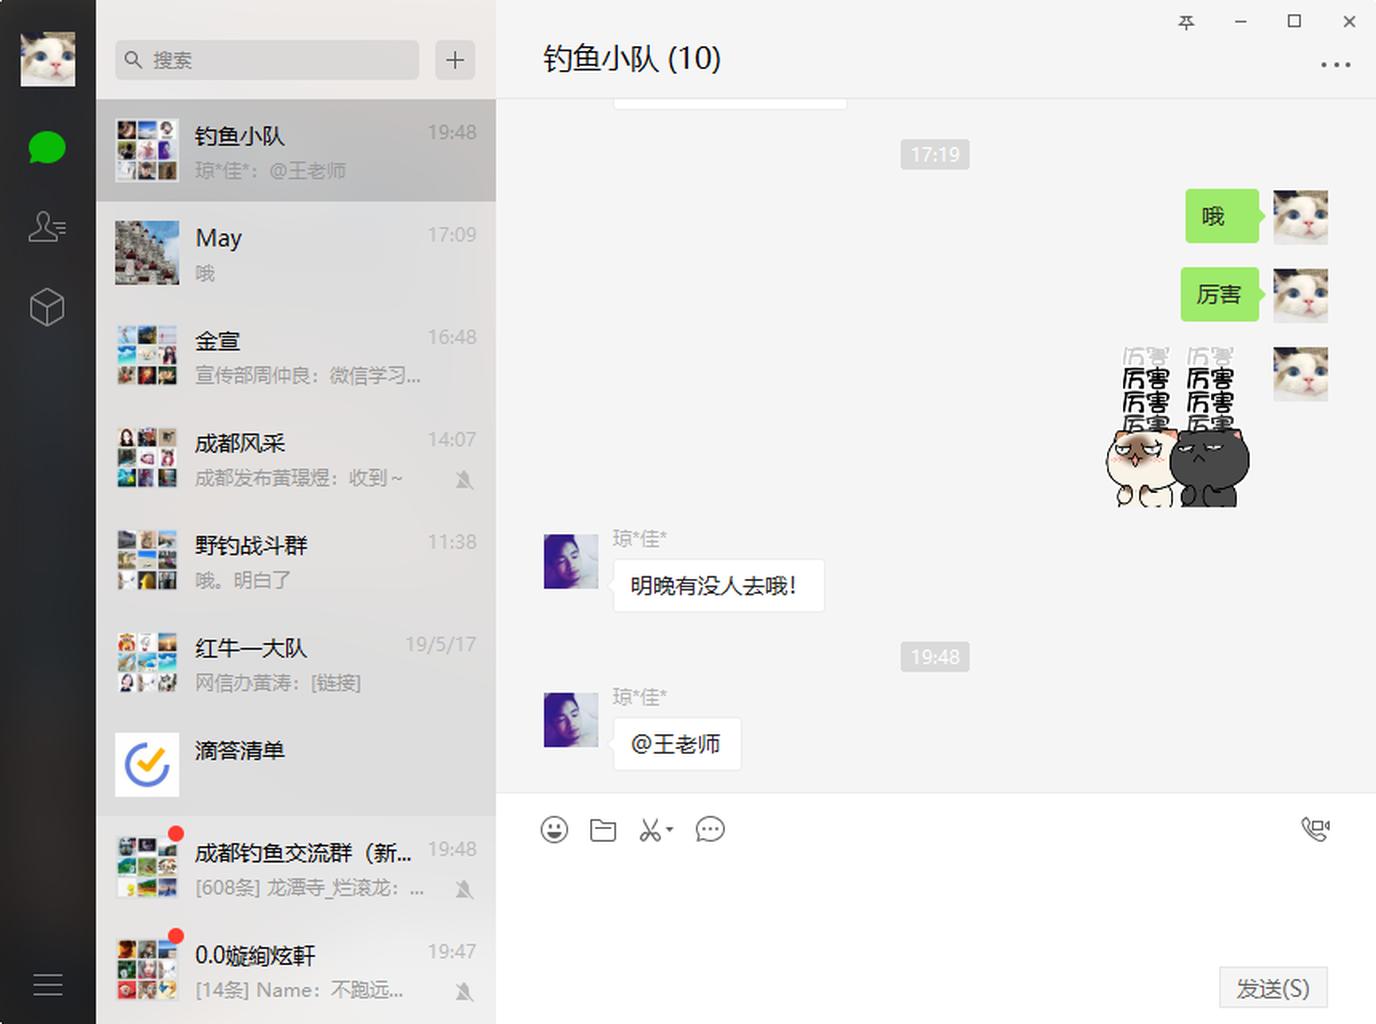 搜索
钓鱼小队 19:48
琼*佳*：@王老师
May 17:09
哦
金宣 16:48
宣传部周仲良：微信学习...
成都风采 14:07
成都发布黄璟煜：收到~
野钓战斗群 11:38
哦。明白了
红牛一大队 19/5/17
网信办黄涛：[链接]
滴答清单
成都钓鱼交流群（新... 19:48
[608条] 龙潭寺_烂滚龙：...
0.0嫙絢炫軒 19:47
[14条] Name：不跑远...
钓鱼小队 (10)
17:19
哦
厉害
厉害 厉害
厉害 厉害
厉害 厉害
厉害 厉害
琼*佳*
明晚有没人去哦！
19:48
琼*佳*
@王老师
发送(S)